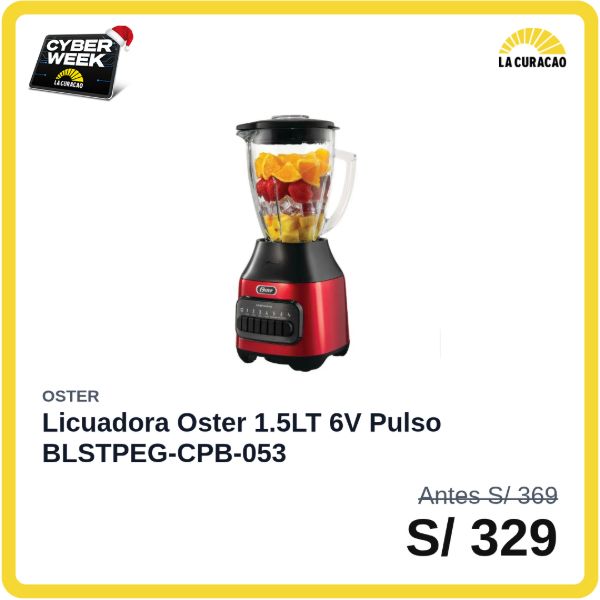 CYBER
WEEK
LA CURACAO
LA CURACAO
Oster
OSTER
Licuadora Oster 1.5LT 6V Pulso
BLSTPEG-CPB-053
Antes S/ 369
S/ 329